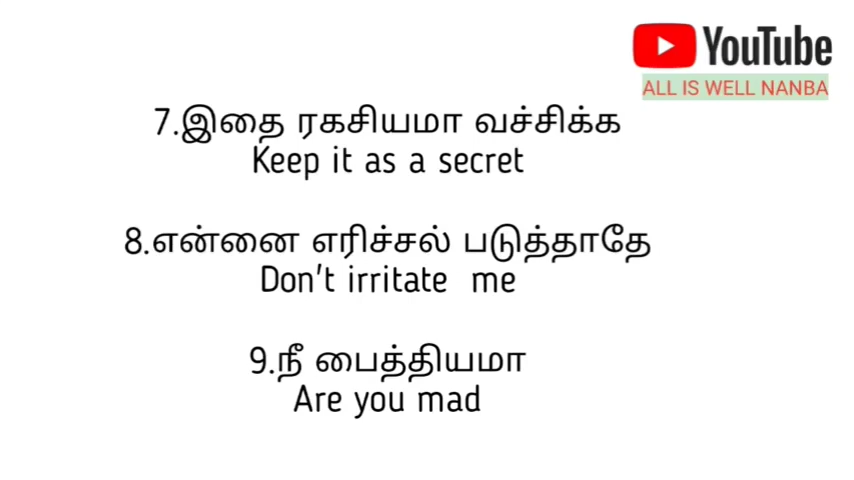 YouTube
ALL IS WELL NANBA
7.இதை ரகசியமா வச்சிக்க
Keep it as a secret
8.என்னை எரிச்சல் படுத்தாதே
Don't irritate me
9.நீ பைத்தியமா
Are you mad